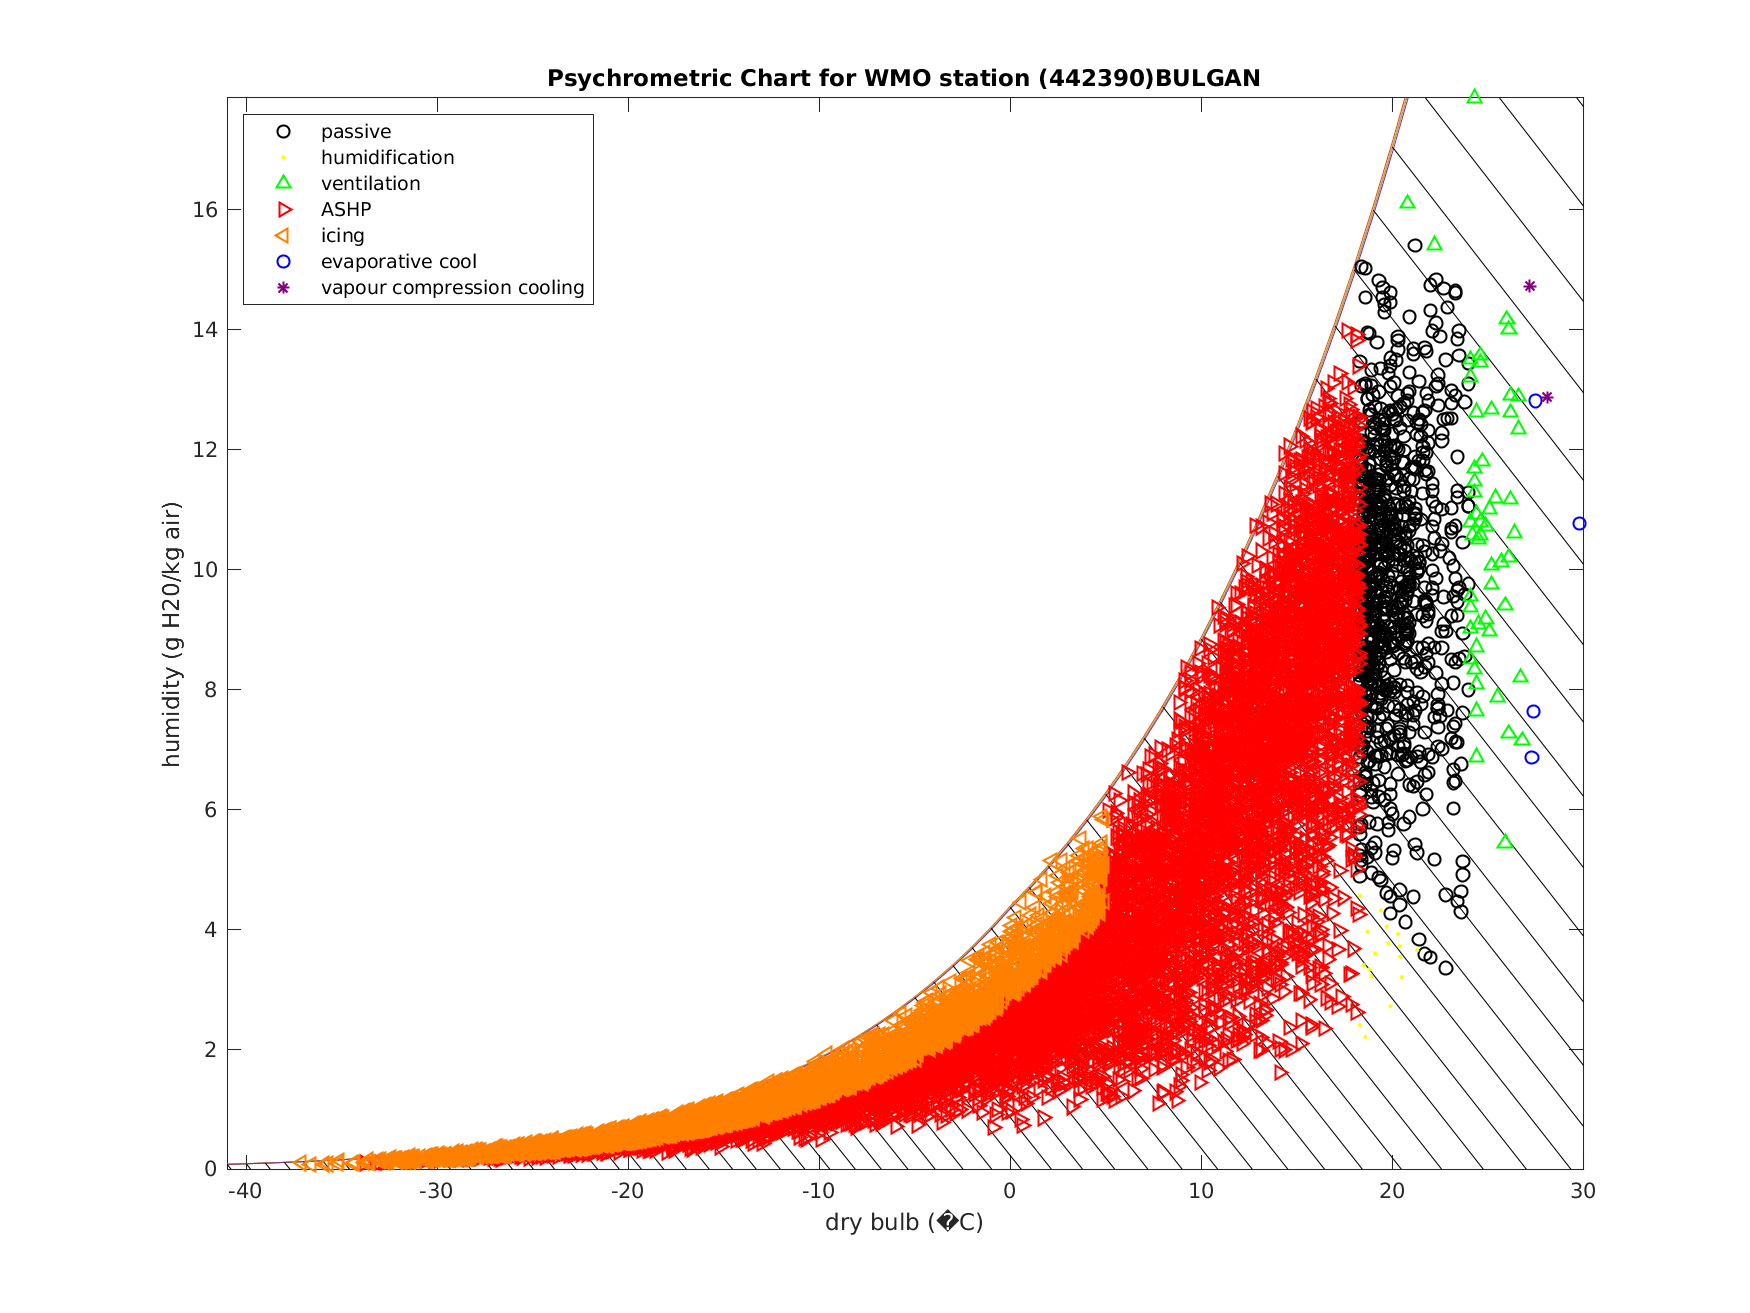 Psychrometric Chart for WMO station (442390)BULGAN
passive
humidification
ventilation
ASHP
icing
evaporative cool
vapour compression cooling
humidity (g H20/kg air)
16
14
12
10
8
6
4
2
0
-40 -30 -20 -10 0 10 20 30
dry bulb (�C)